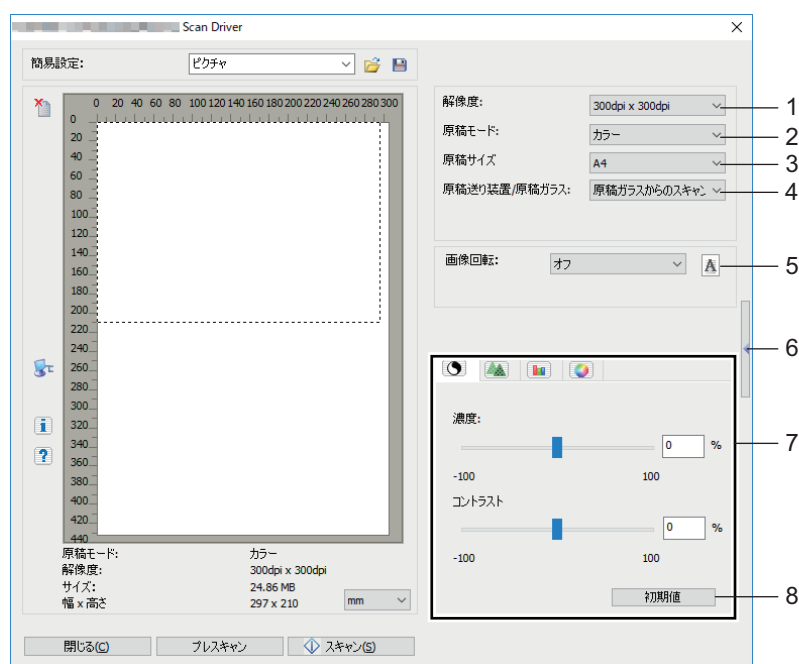 Scan Driver
簡易設定:
ピクチャ
0 20 40 60 80 100 120 140 160 180 200 220 240 260 280 300
0
20
40
60
80
100
120
140
160
180
200
220
240
260
280
300
320
340
360
380
400
420
440
原稿モード: カラー
解像度: 300dpi x 300dpi
サイズ: 24.86 MB
幅 x 高さ 297 x 210 mm
閉じる(C) プレスキャン スキャン(S)
解像度: 300dpi x 300dpi 1
原稿モード: カラー 2
原稿サイズ A4 3
原稿送り装置/原稿ガラス: 原稿ガラスからのスキャン 4
画像回転: オフ A 5
6
濃度:
0 % 7
-100 100
コントラスト
0 %
-100 100
初期値 8